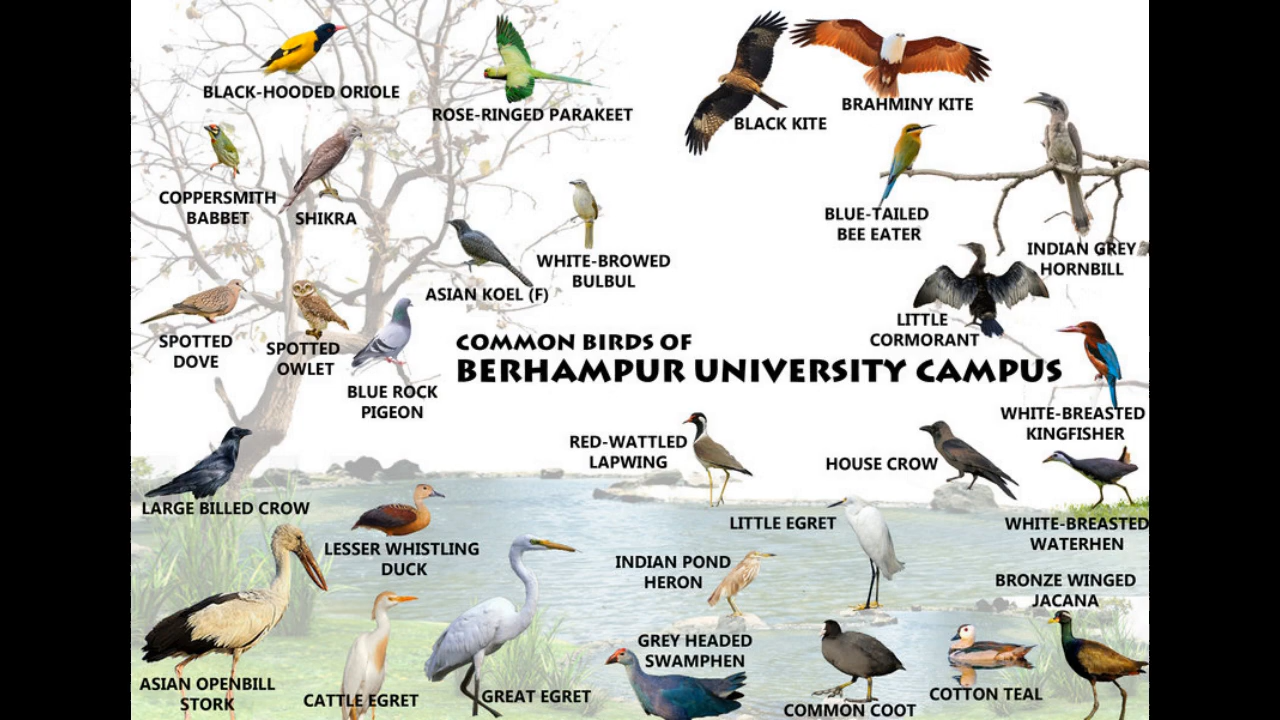 BLACK-HOODED ORIOLE
ROSE-RINGED PARAKEET
BLACK KITE
BRAHMINY KITE
COPPERSMITH
BABBET
SHIKRA
WHITE-BROWED
BULBUL
BLUE-TAILED
BEE EATER
INDIAN GREY
HORNBILL
ASIAN KOEL (F)
SPOTTED
DOVE
SPOTTED
OWLET
BLUE ROCK
PIGEON
LITTLE
CORMORANT
COMMON BIRDS OF
BERHAMPUR UNIVERSITY CAMPUS
WHITE-BREASTED
KINGFISHER
RED-WATTLED
LAPWING
HOUSE CROW
LARGE BILLED CROW
LITTLE EGRET
WHITE-BREASTED
WATERHEN
LESSER WHISTLING
DUCK
INDIAN POND
HERON
BRONZE WINGED
JACANA
GREY HEADED
SWAMPHEN
ASIAN OPENBILL
STORK
CATTLE EGRET
GREAT EGRET
COMMON COOT
COTTON TEAL